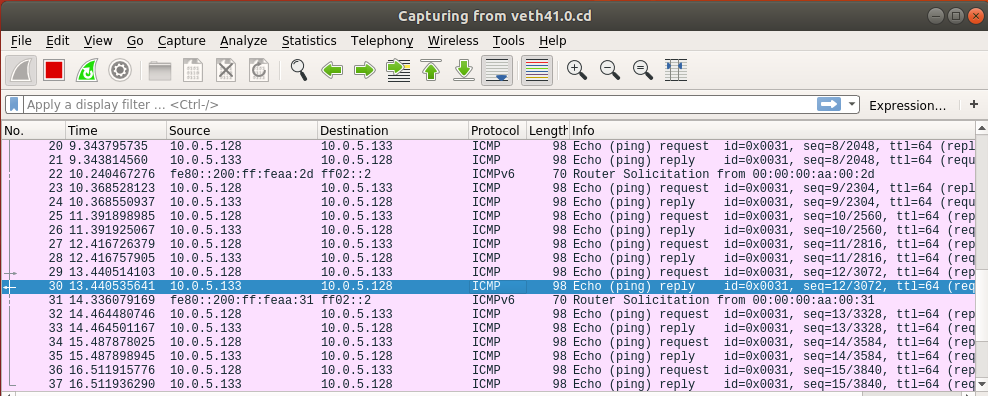 Capturing from veth41.0.cd
File Edit View Go Capture Analyze Statistics Telephony Wireless Tools Help
Apply a display filter ... <Ctrl-/> Expression... +
No. Time Source Destination Protocol Length Info
20 9.343795735 10.0.5.128 10.0.5.133 ICMP 98 Echo (ping) request id=0x0031, seq=8/2048, ttl=64 (repl
21 9.343814560 10.0.5.133 10.0.5.128 ICMP 98 Echo (ping) reply id=0x0031, seq=8/2048, ttl=64 (requ
22 10.240467276 fe80::200:ff:feaa:2d ff02::2 ICMPv6 70 Router Solicitation from 00:00:00:aa:00:2d
23 10.368528123 10.0.5.128 10.0.5.133 ICMP 98 Echo (ping) request id=0x0031, seq=9/2304, ttl=64 (repl
24 10.368550937 10.0.5.133 10.0.5.128 ICMP 98 Echo (ping) reply id=0x0031, seq=9/2304, ttl=64 (requ
25 11.391898985 10.0.5.128 10.0.5.133 ICMP 98 Echo (ping) request id=0x0031, seq=10/2560, ttl=64 (rep
26 11.391925067 10.0.5.133 10.0.5.128 ICMP 98 Echo (ping) reply id=0x0031, seq=10/2560, ttl=64 (req
27 12.416726379 10.0.5.128 10.0.5.133 ICMP 98 Echo (ping) request id=0x0031, seq=11/2816, ttl=64 (rep
28 12.416757905 10.0.5.133 10.0.5.128 ICMP 98 Echo (ping) reply id=0x0031, seq=11/2816, ttl=64 (req
29 13.440514103 10.0.5.128 10.0.5.133 ICMP 98 Echo (ping) request id=0x0031, seq=12/3072, ttl=64 (rep
30 13.440535641 10.0.5.133 10.0.5.128 ICMP 98 Echo (ping) reply id=0x0031, seq=12/3072, ttl=64 (req
31 14.336079169 fe80::200:ff:feaa:31 ff02::2 ICMPv6 70 Router Solicitation from 00:00:00:aa:00:31
32 14.464480746 10.0.5.128 10.0.5.133 ICMP 98 Echo (ping) request id=0x0031, seq=13/3328, ttl=64 (rep
33 14.464501167 10.0.5.133 10.0.5.128 ICMP 98 Echo (ping) reply id=0x0031, seq=13/3328, ttl=64 (req
34 15.487878025 10.0.5.128 10.0.5.133 ICMP 98 Echo (ping) request id=0x0031, seq=14/3584, ttl=64 (rep
35 15.487898945 10.0.5.133 10.0.5.128 ICMP 98 Echo (ping) reply id=0x0031, seq=14/3584, ttl=64 (req
36 16.511915776 10.0.5.128 10.0.5.133 ICMP 98 Echo (ping) request id=0x0031, seq=15/3840, ttl=64 (rep
37 16.511936290 10.0.5.133 10.0.5.128 ICMP 98 Echo (ping) reply id=0x0031, seq=15/3840, ttl=64 (req